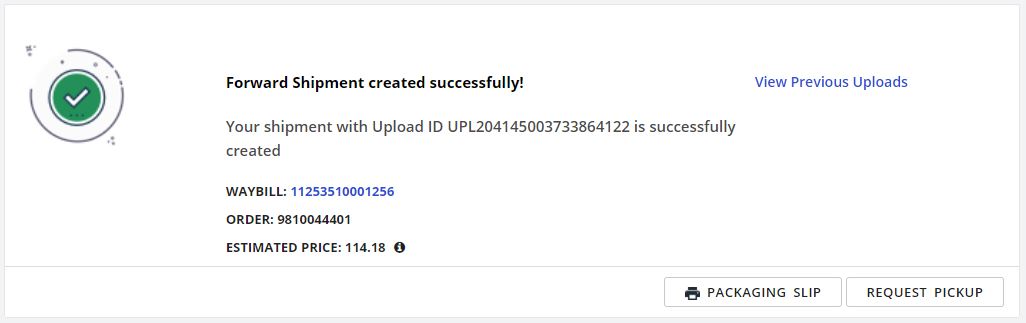 Forward Shipment created successfully!
View Previous Uploads
Your shipment with Upload ID UPL204145003733864122 is successfully
created
WAYBILL: 11253510001256
ORDER: 9810044401
ESTIMATED PRICE: 114.18
PACKAGING SLIP
REQUEST PICKUP